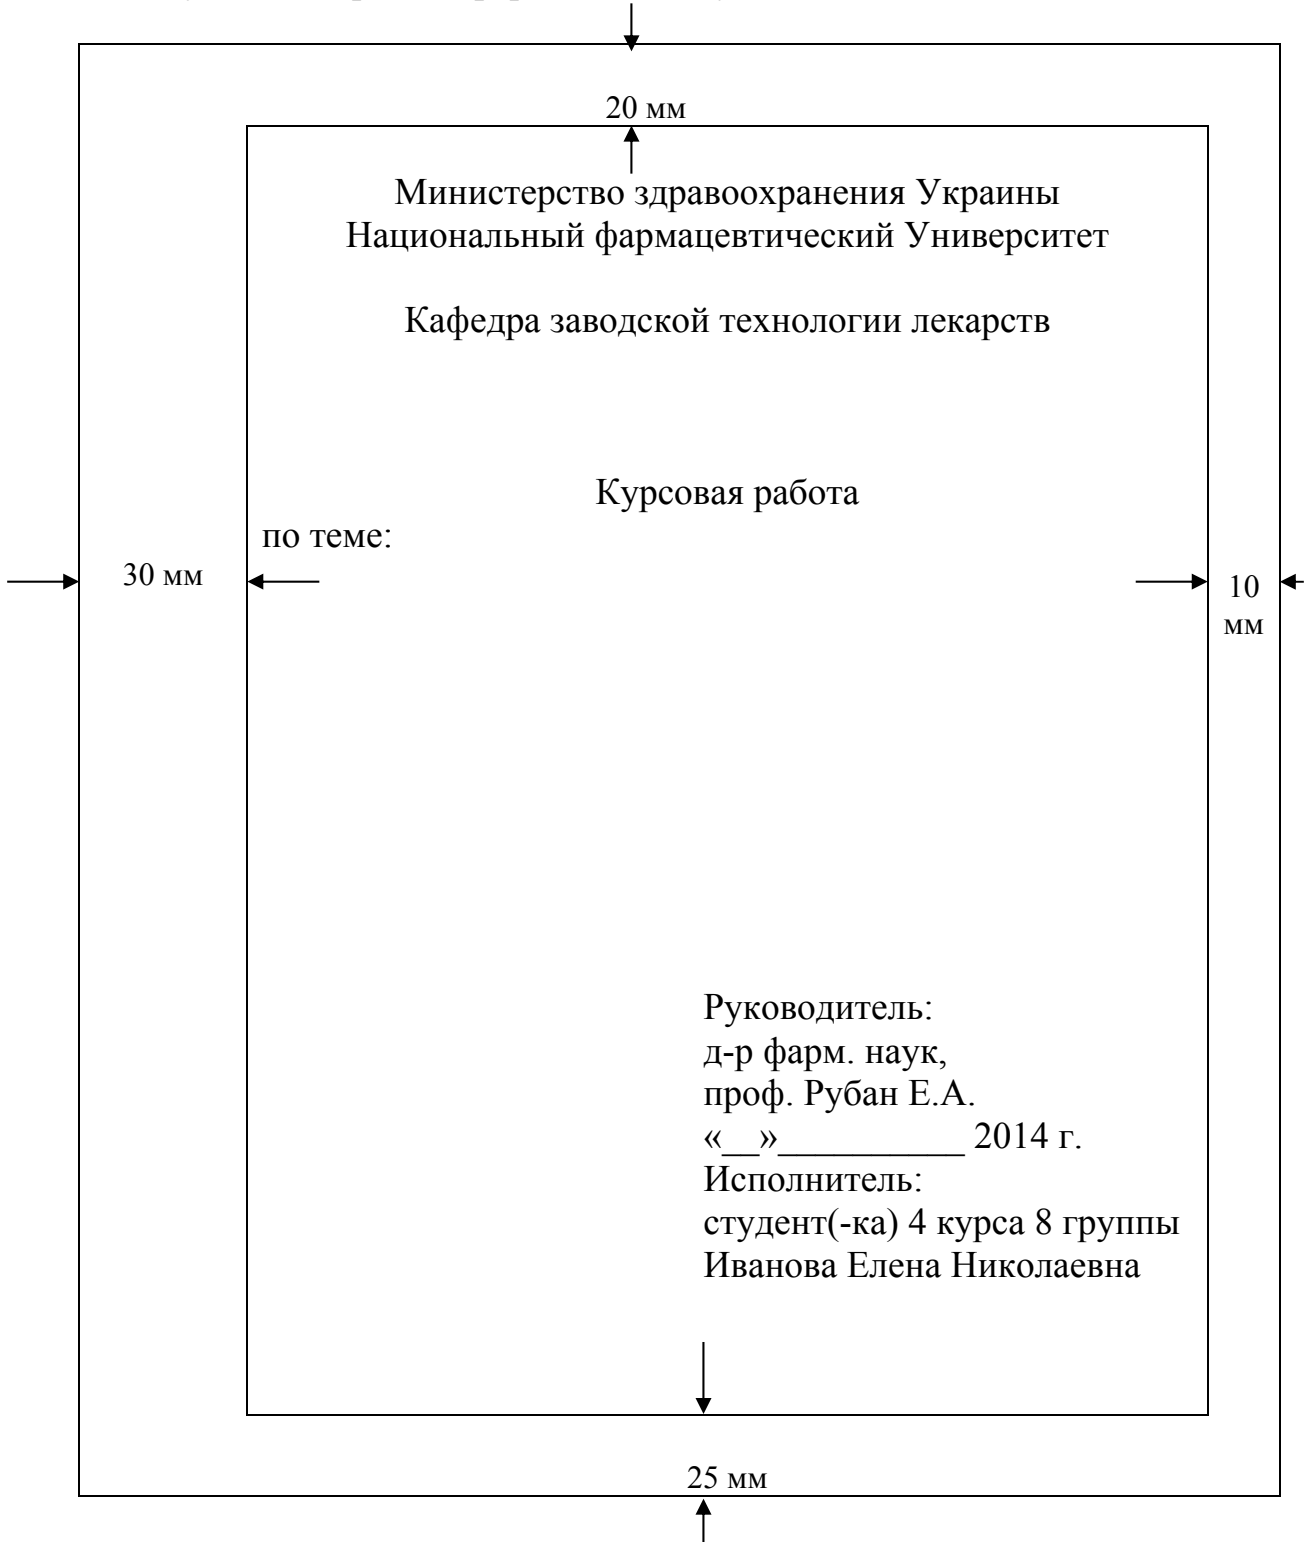 20 мм
Министерство здравоохранения Украины
Национальный фармацевтический Университет
Кафедра заводской технологии лекарств
Курсовая работа
по теме:
30 мм
10
мм
Руководитель:
д-р фарм. наук,
проф. Рубан Е.А.
«__»__________ 2014 г.
Исполнитель:
студент(-ка) 4 курса 8 группы
Иванова Елена Николаевна
25 мм